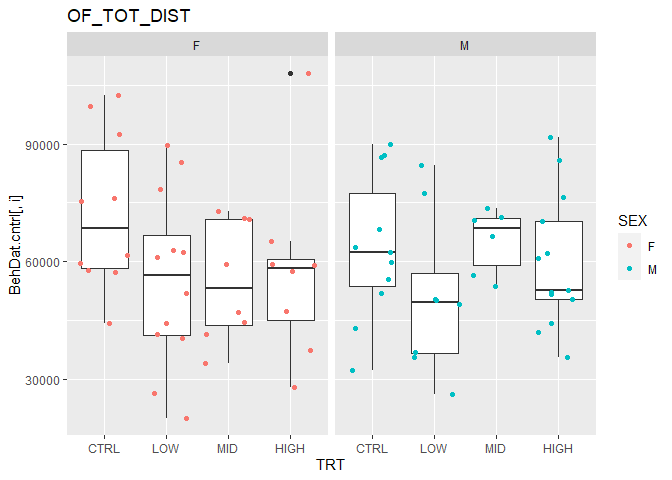 OF_TOT_DIST
F
M
BehDat.cntrl[, i]
90000
60000
30000
CTRL LOW MID HIGH CTRL LOW MID HIGH
TRT
SEX
F
M